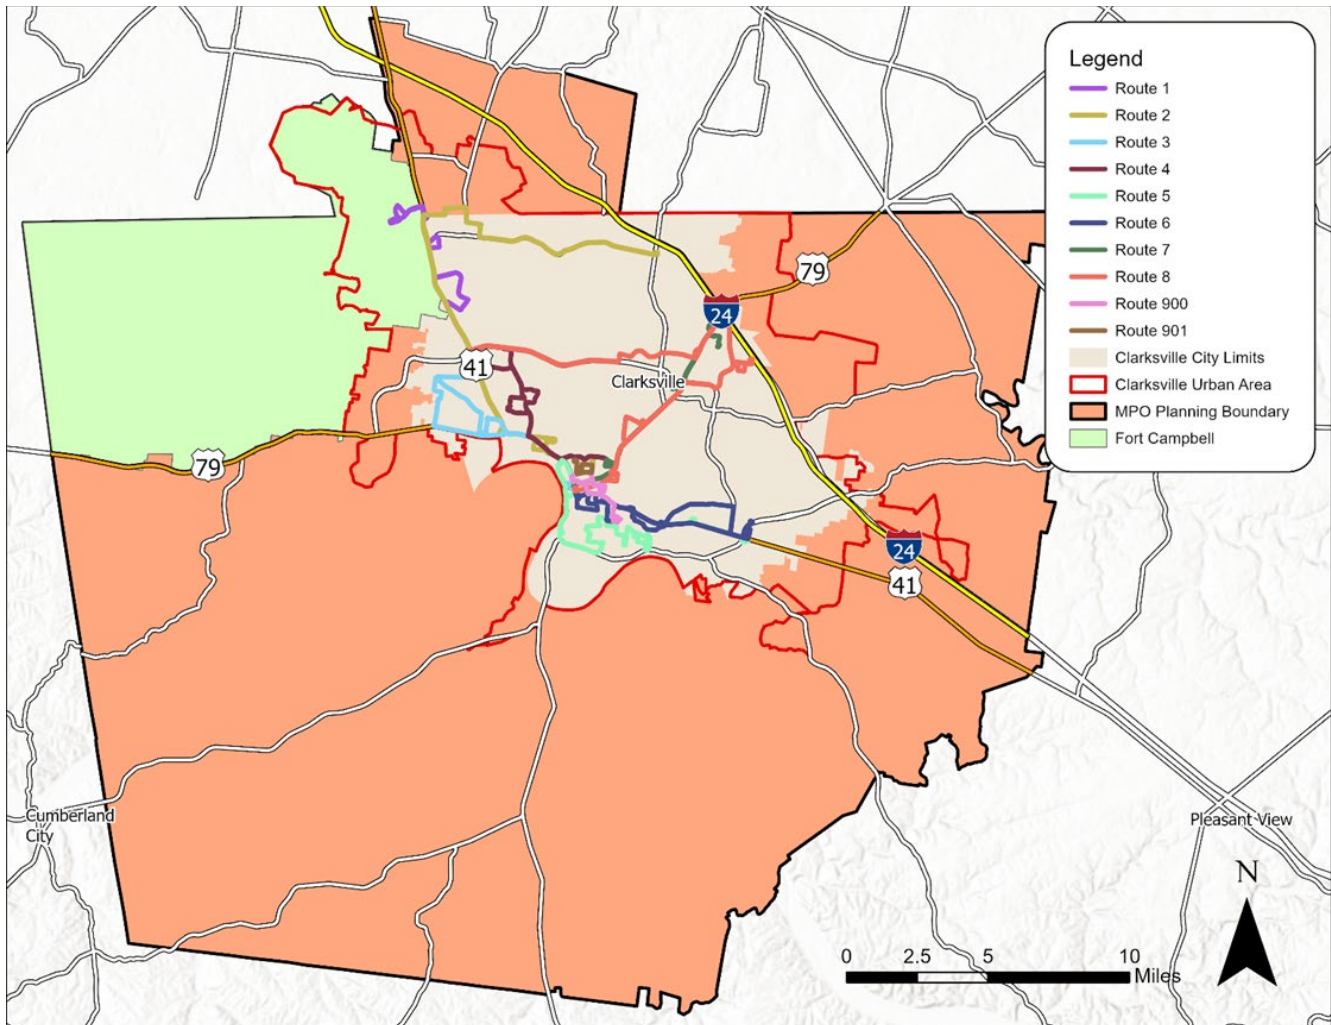 Legend
Route 1
Route 2
Route 3
Route 4
Route 5
Route 6
Route 7
Route 8
Route 900
Route 901
Clarksville City Limits
Clarksville Urban Area
MPO Planning Boundary
Fort Campbell
79
24
41
Clarksville
79
24
41
Cumberland
City
Pleasant View
N
0 2.5 5 10
Miles